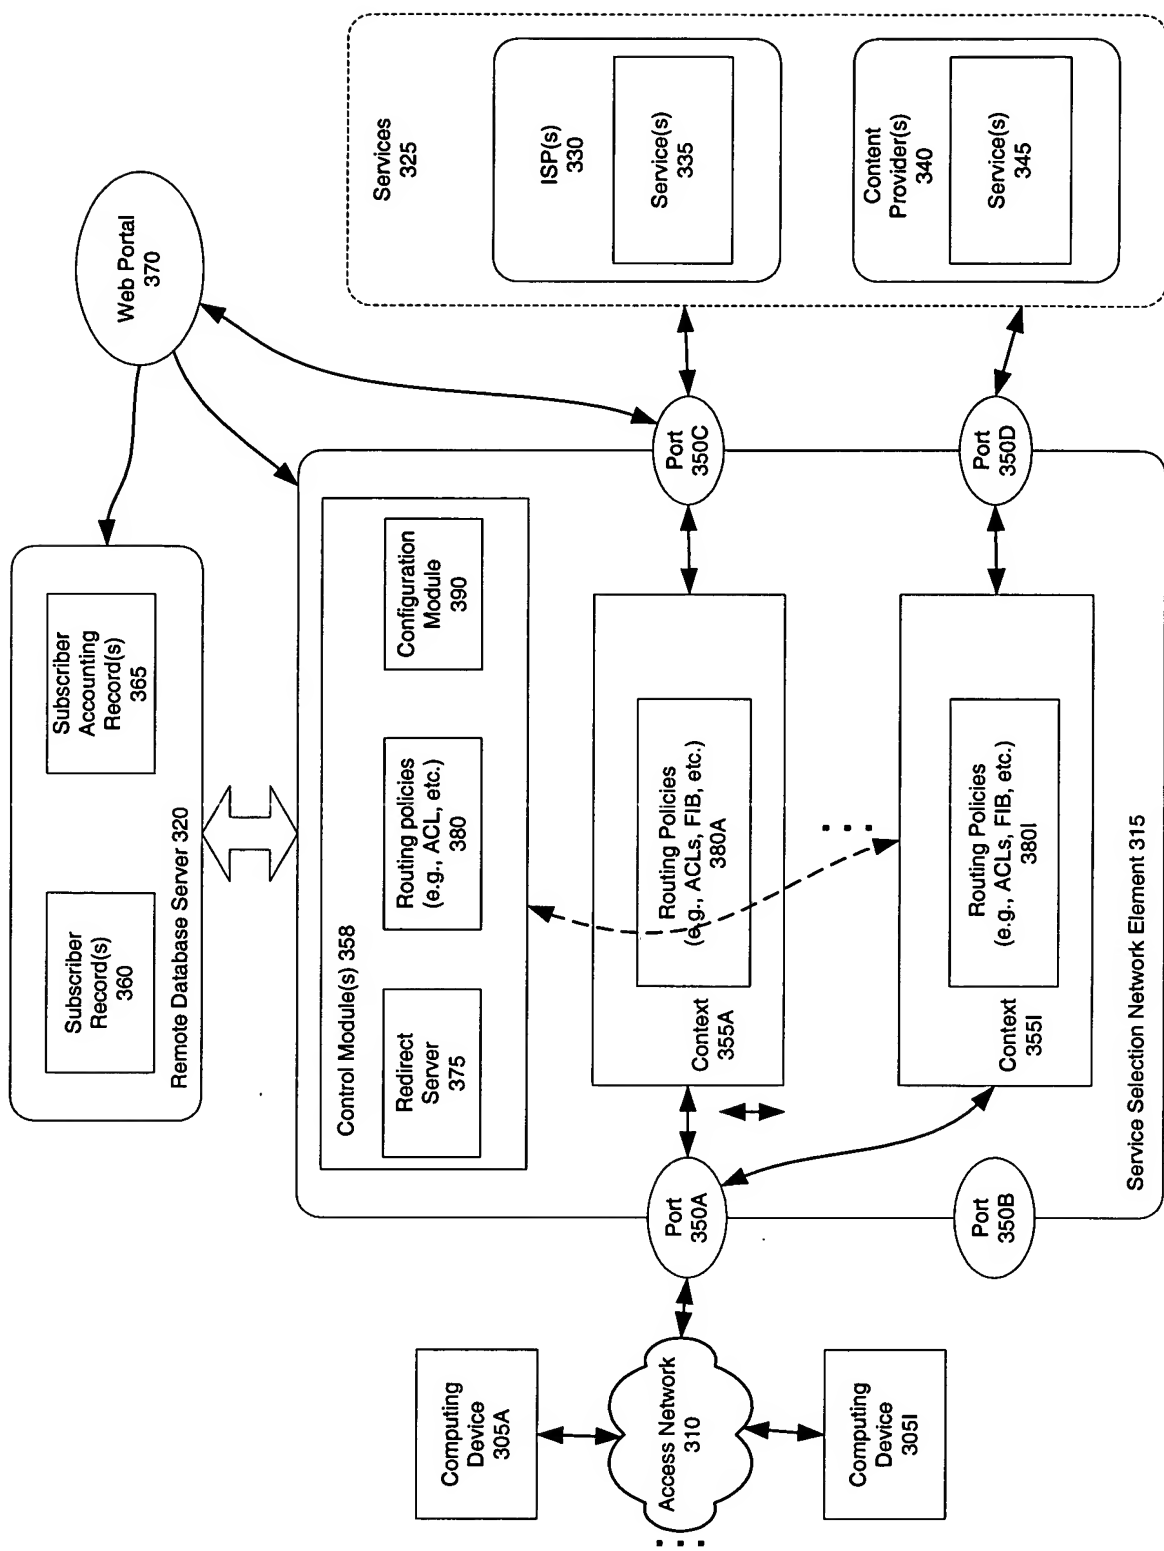 Subscriber
Record(s)
360
Subscriber
Accounting
Record(s)
365
Remote Database Server 320
Web Portal
370
Control Module(s) 358
Redirect
Server
375
Routing policies
(e.g., ACL, etc.)
380
Configuration
Module
390
Services
325
ISP(s)
330
Service(s)
335
Content
Provider(s)
340
Service(s)
345
Computing
Device
305A
Access Network
310
Computing
Device
305I
Port
350A
Port
350B
Context
355A
Routing Policies
(e.g., ACLs, FIB, etc.)
380A
Context
355I
Routing Policies
(e.g., ACLs, FIB, etc.)
380I
Port
350C
Port
350D
Service Selection Network Element 315